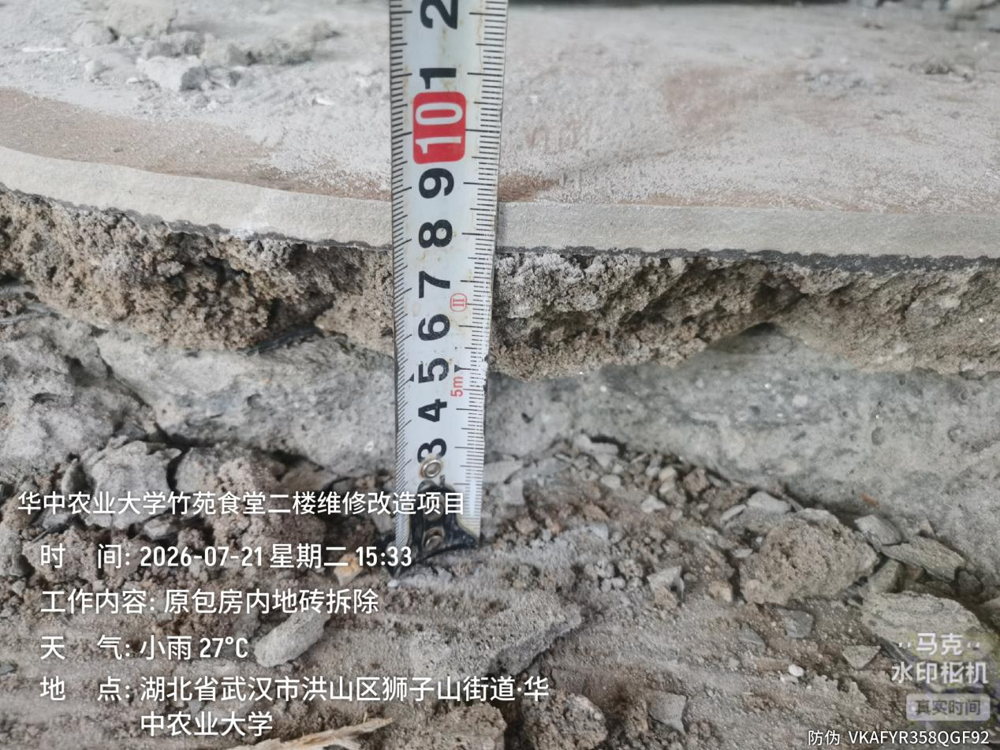 2
1
10
9
8
7
II
6
5
5m
4
3
华中农业大学竹苑食堂二楼维修改造项目
时 间: 2026-07-21 星期二 15:33
工作内容: 原包房内地砖拆除
天 气: 小雨 27°C
地 点: 湖北省武汉市洪山区狮子山街道·华
中农业大学
马克
水印相机
真实时间
防伪 VKAFYR358QGF92